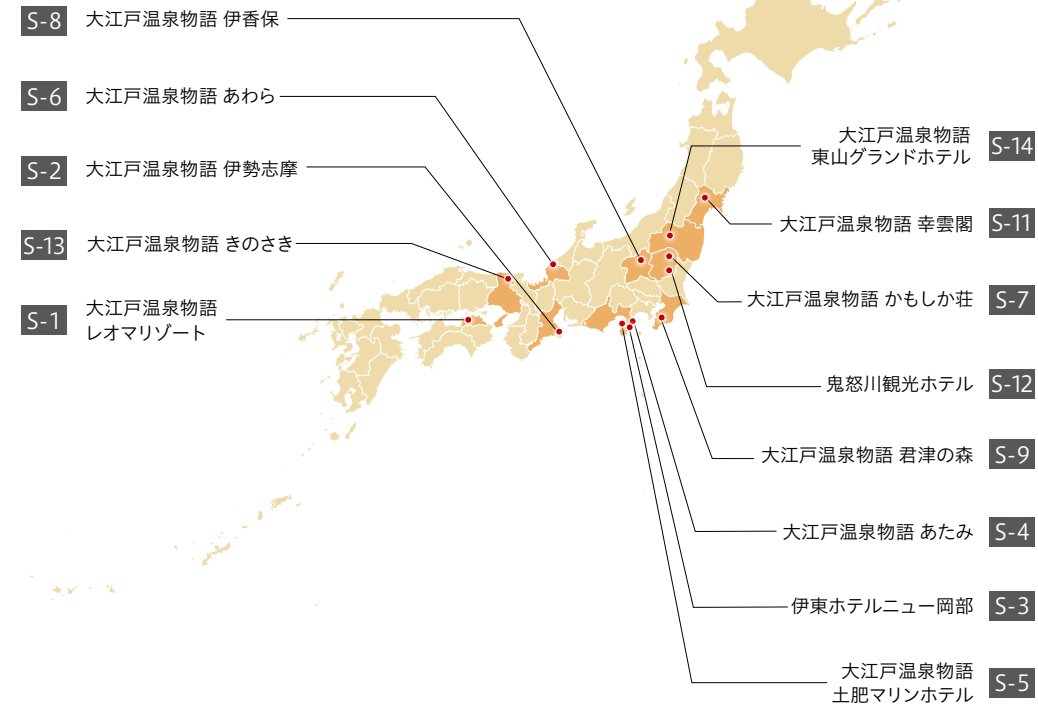 S-8 大江戸温泉物語 伊香保
S-6 大江戸温泉物語 あわら
S-2 大江戸温泉物語 伊勢志摩
S-13 大江戸温泉物語 きのさき
S-1 大江戸温泉物語
レオマリゾート
大江戸温泉物語
東山グランドホテル S-14
大江戸温泉物語 幸雲閣 S-11
大江戸温泉物語 かもしか荘 S-7
鬼怒川観光ホテル S-12
大江戸温泉物語 君津の森 S-9
大江戸温泉物語 あたみ S-4
伊東ホテルニュー岡部 S-3
大江戸温泉物語
土肥マリンホテル S-5